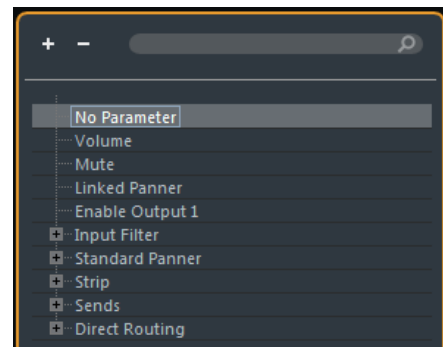 No Parameter
Volume
Mute
Linked Panner
Enable Output 1
Input Filter
Standard Panner
Strip
Sends
Direct Routing